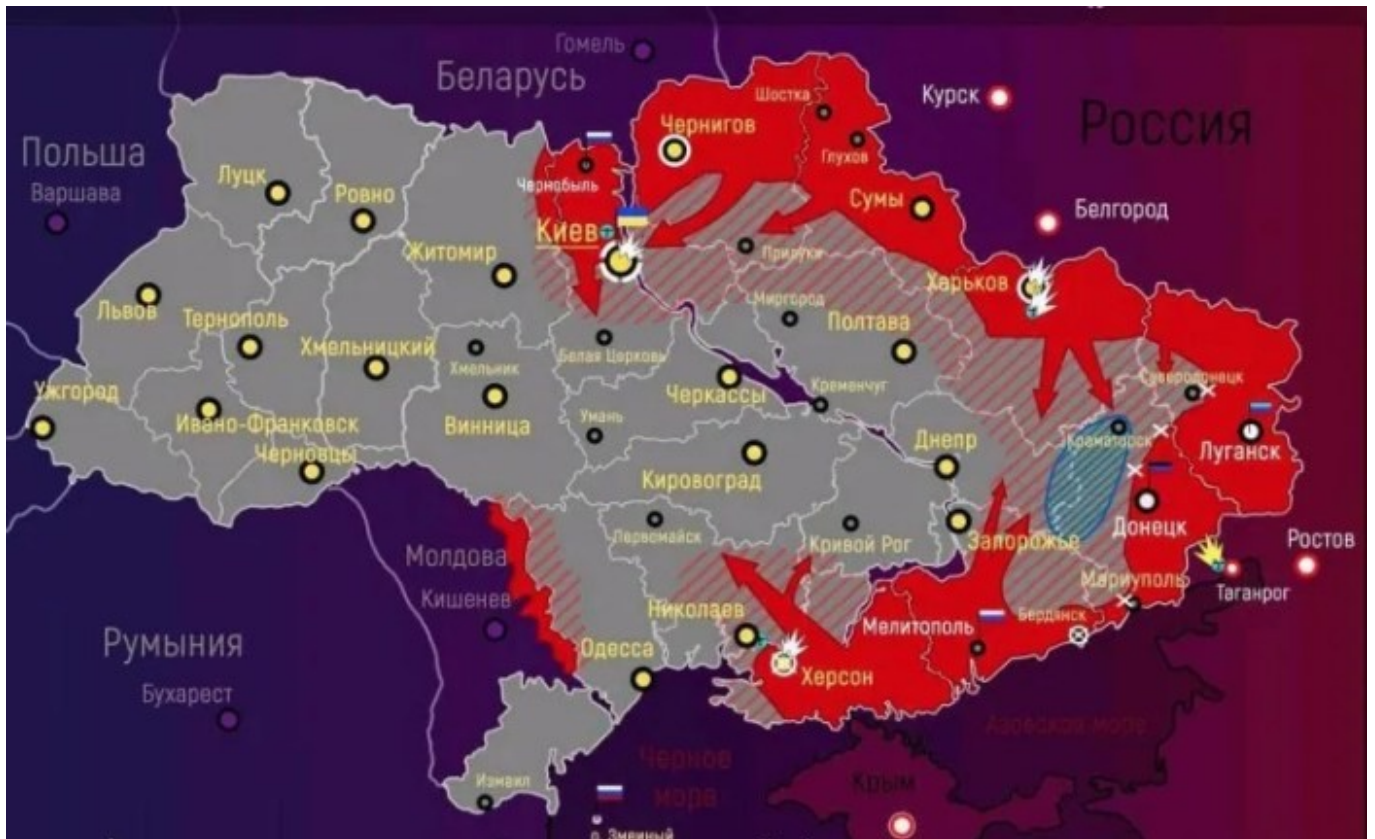 Гомель
Беларусь
Шостка
Курск
Россия
Чернигов
Польша
Глухов
Варшава
Луцк
Ровно
Чернобыль
Сумы
Белгород
Киев
Житомир
Прилуки
Харьков
Львов
Тернополь
Миргород
Полтава
Хмельницкий
Хмельник
Белая Церковь
Северодонецк
Ужгород
Черкассы
Кременчуг
Ивано-Франковск
Винница
Умань
Днепр
Краматорск
Луганск
Черновцы
Кировоград
Донецк
Первомайск
Кривой Рог
Запорожье
Ростов
Молдова
Мариуполь
Таганрог
Кишенев
Николаев
Мелитополь
Бердянск
Румыния
Одесса
Херсон
Бухарест
Азовское море
Черное
море
Измаил
Крым
Змеиный